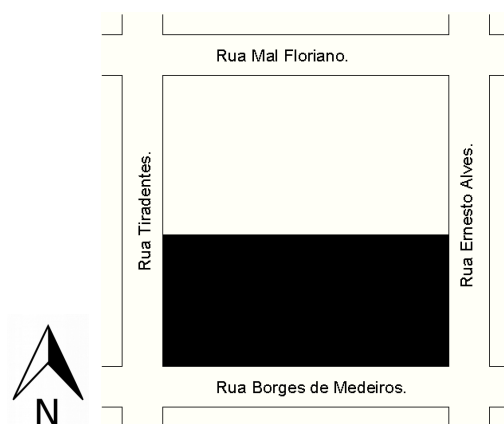 Rua Mal Floriano.
Rua Tiradentes.
Rua Ernesto Alves.
Rua Borges de Medeiros.
N